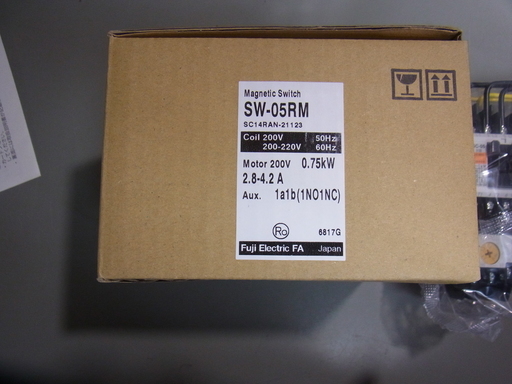 Magnetic Switch
SW-05RM
SC14RAN-21123
Coil 200V 50Hz
200-220V 60Hz
Motor 200V 0.75kW
2.8-4.2 A
Aux. 1a1b(1NO1NC)
Ro 6817G
Fuji Electric FA Japan